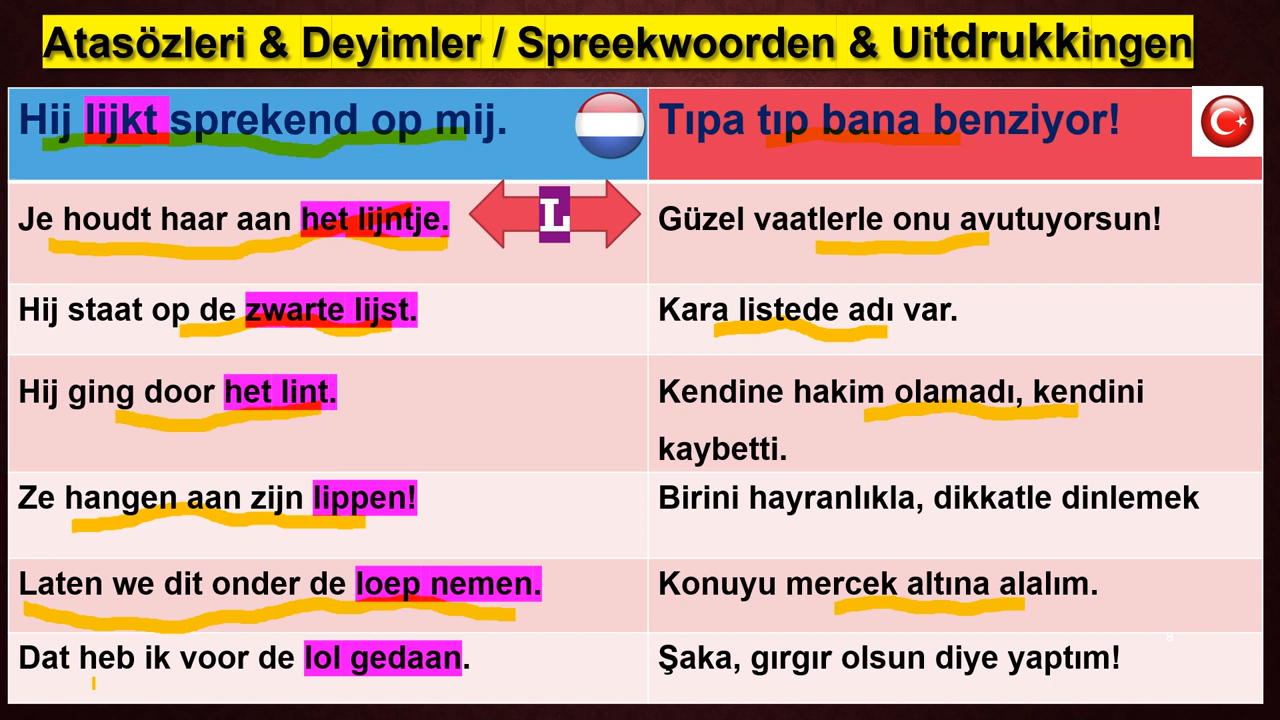 Atasözleri & Deyimler / Spreekwoorden & Uitdrukkingen
Hij lijkt sprekend op mij.
Tıpa tıp bana benziyor!
Je houdt haar aan het lijntje.
L
Güzel vaatlerle onu avutuyorsun!
Hij staat op de zwarte lijst.
Kara listede adı var.
Hij ging door het lint.
Kendine hakim olamadı, kendini
kaybetti.
Ze hangen aan zijn lippen!
Birini hayranlıkla, dikkatle dinlemek
Laten we dit onder de loep nemen.
Konuyu mercek altına alalım.
8
Dat heb ik voor de lol gedaan.
Şaka, gırgır olsun diye yaptım!